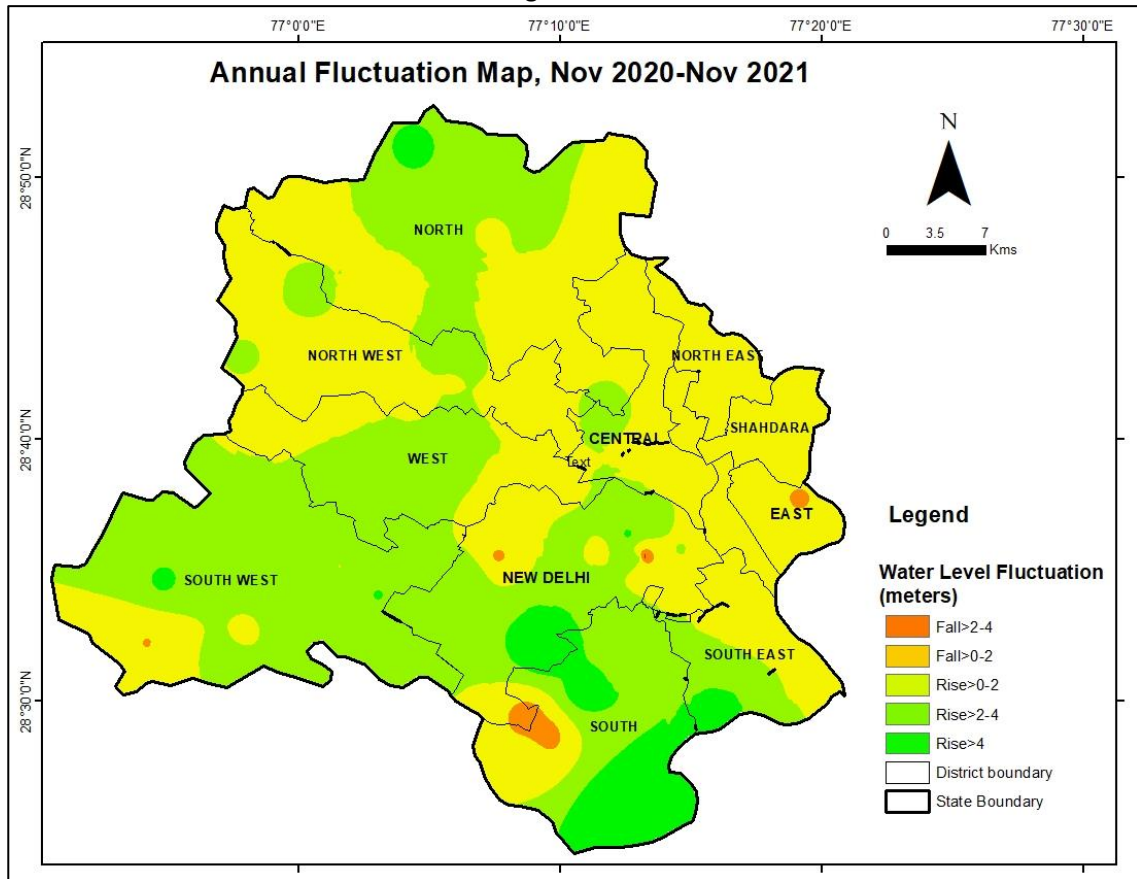 77°0'0"E
77°10'0"E
77°20'0"E
77°30'0"E
Annual Fluctuation Map, Nov 2020-Nov 2021
N
28°50'0"N
0 3.5 7
Kms
NORTH
NORTH WEST
NORTH EAST
28°40'0"N
SHAHDARA
CENTRAL
WEST
Text
EAST
Legend
SOUTH WEST
NEW DELHI
Water Level Fluctuation
(meters)
Fall>2-4
Fall>0-2
SOUTH EAST
Rise>0-2
28°30'0"N
SOUTH
Rise>2-4
Rise>4
District boundary
State Boundary